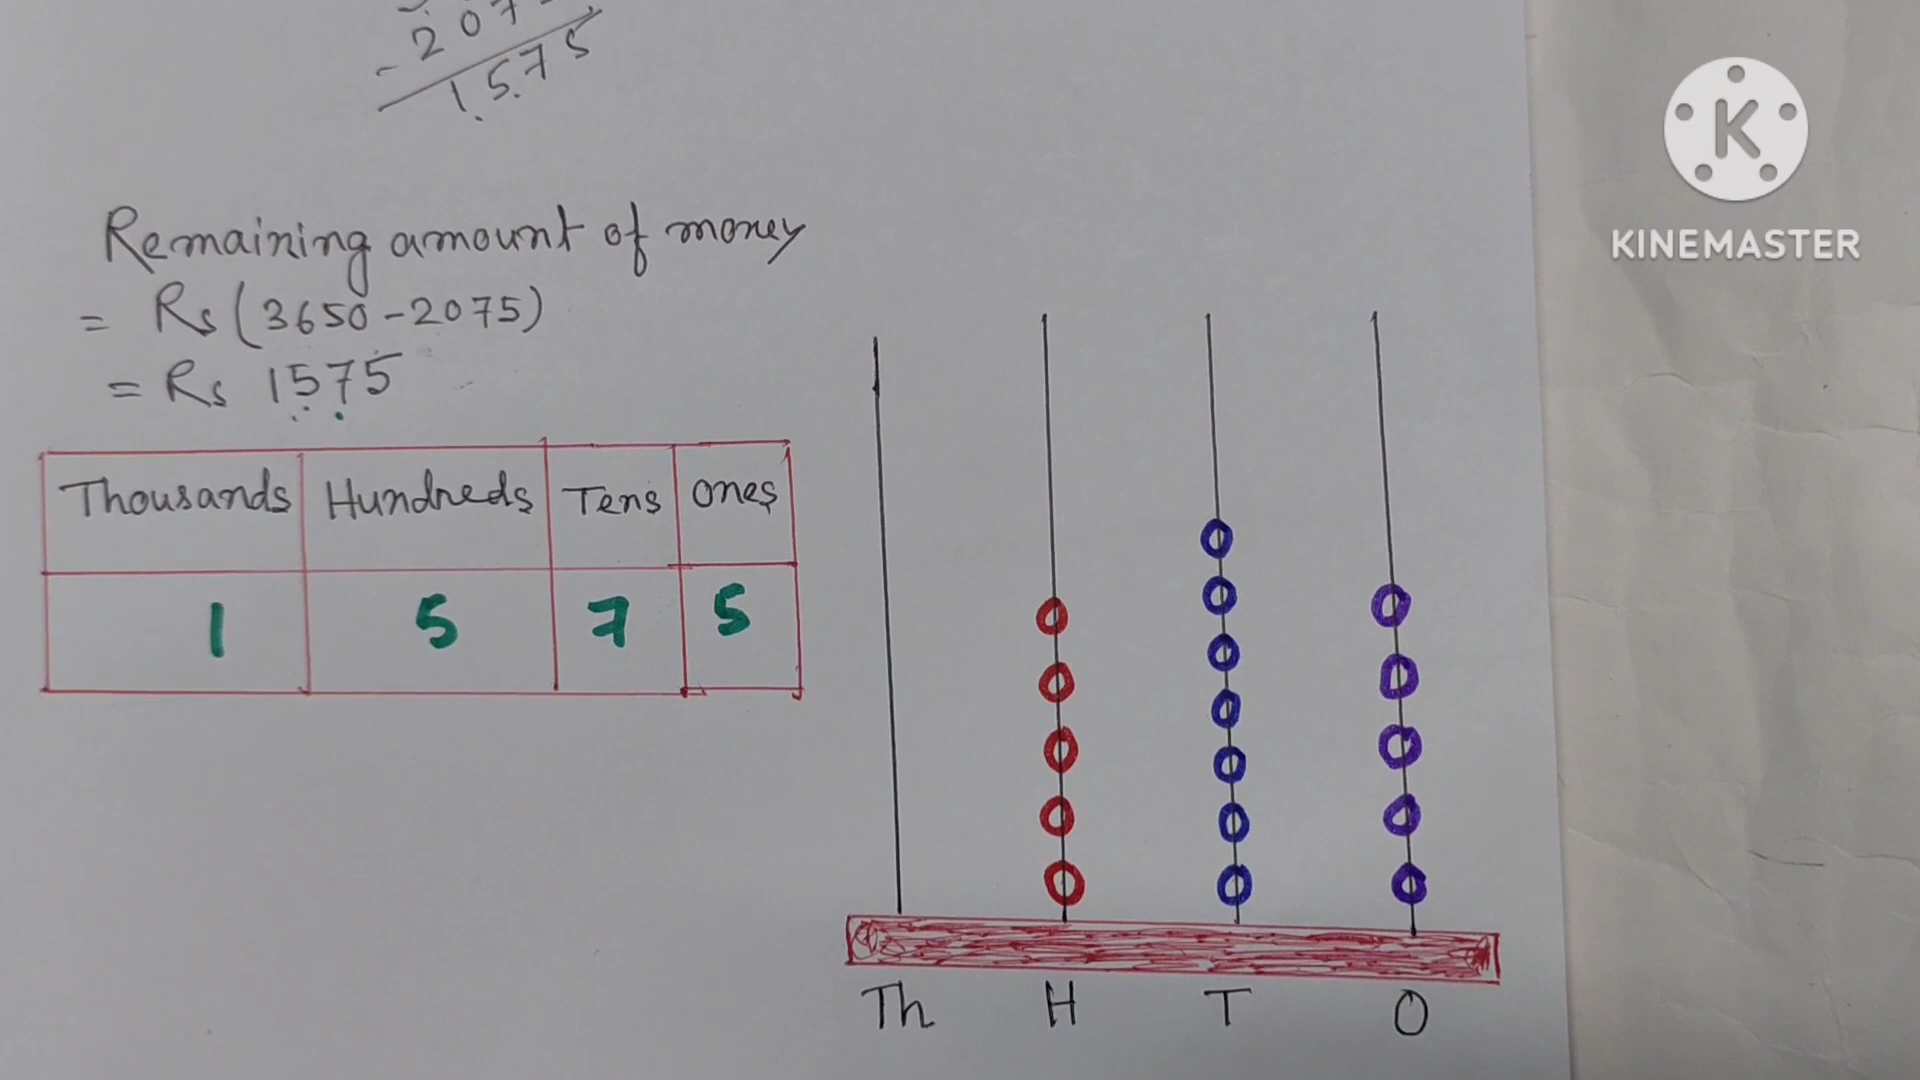 - 207
1575
Remaining amount of money
= Rs (3650-2075)
= Rs 1575
Thousands Hundreds Tens Ones
1 5 7 5
Th H T O
K
KINEMASTER